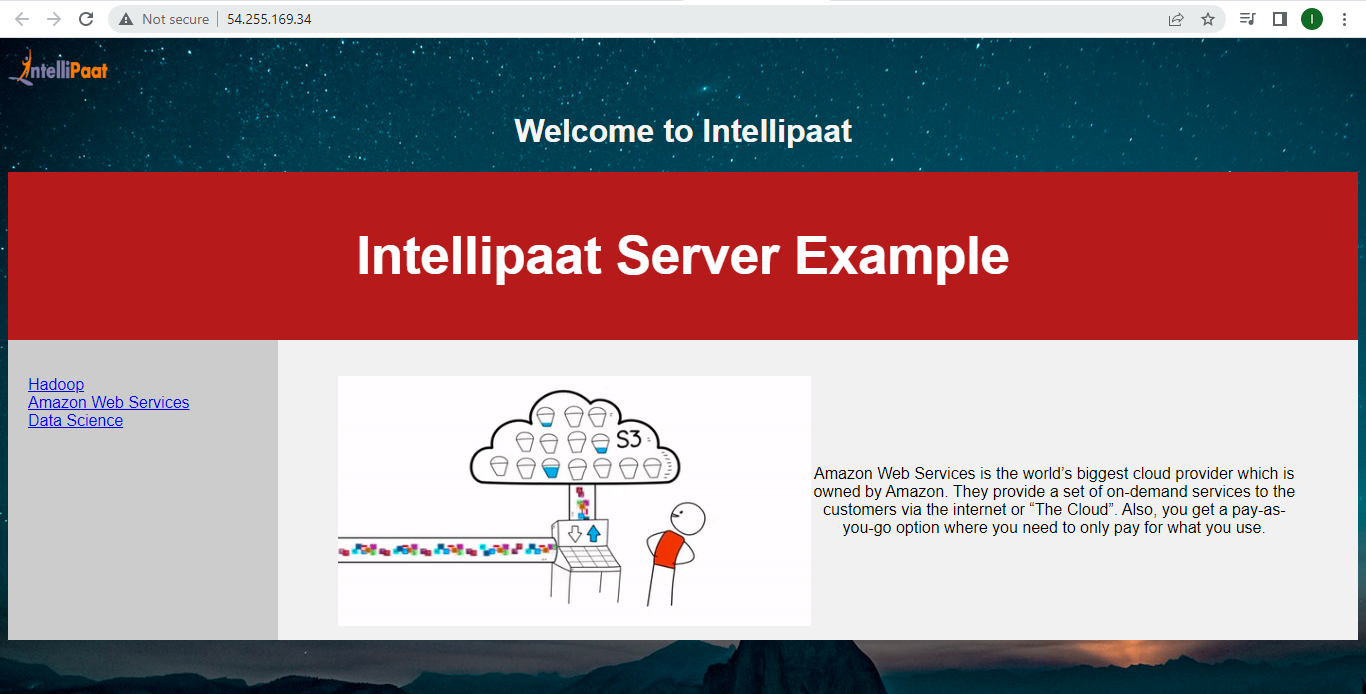 Not secure
54.255.169.34
I
IntelliPaat
Welcome to Intellipaat
Intellipaat Server Example
Hadoop
Amazon Web Services
Data Science
S3
Amazon Web Services is the world’s biggest cloud provider which is
owned by Amazon. They provide a set of on-demand services to the
customers via the internet or “The Cloud”. Also, you get a pay-as-
you-go option where you need to only pay for what you use.